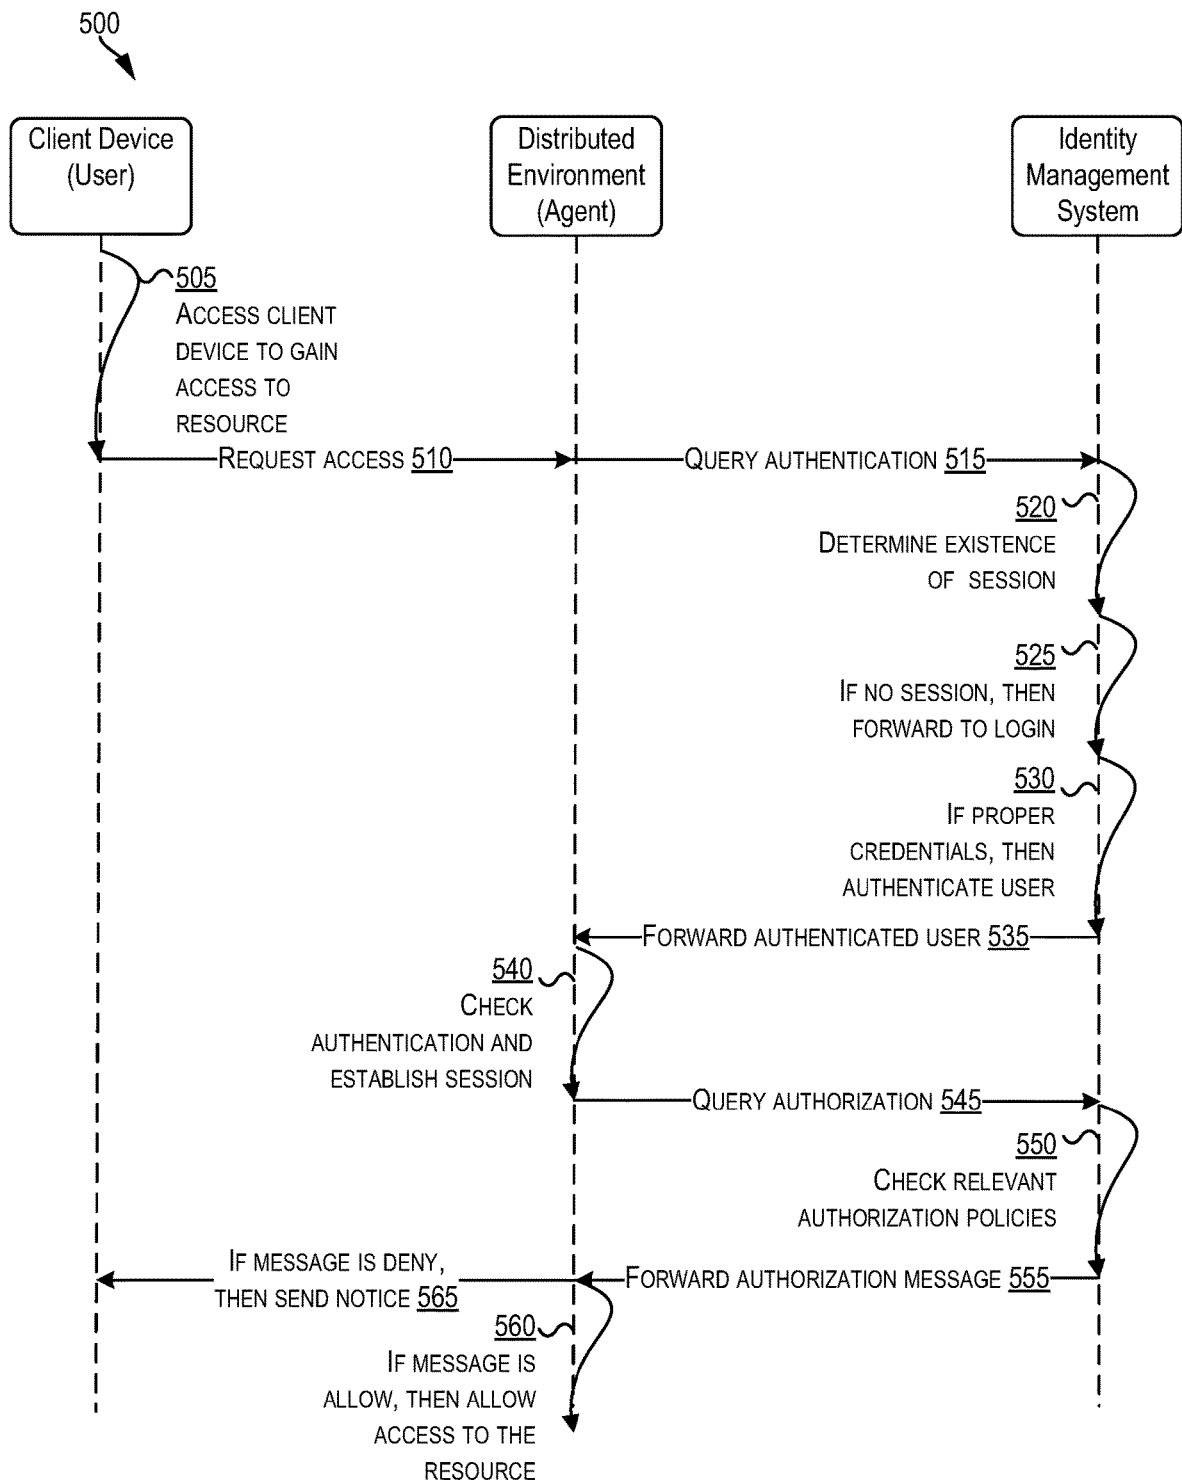 500
Client Device
(User)
Distributed
Environment
(Agent)
Identity
Management
System
505
ACCESS CLIENT
DEVICE TO GAIN
ACCESS TO
RESOURCE
REQUEST ACCESS 510
QUERY AUTHENTICATION 515
520
DETERMINE EXISTENCE
OF SESSION
525
IF NO SESSION, THEN
FORWARD TO LOGIN
530
IF PROPER
CREDENTIALS, THEN
AUTHENTICATE USER
FORWARD AUTHENTICATED USER 535
540
CHECK
AUTHENTICATION AND
ESTABLISH SESSION
QUERY AUTHORIZATION 545
550
CHECK RELEVANT
AUTHORIZATION POLICIES
FORWARD AUTHORIZATION MESSAGE 555
IF MESSAGE IS DENY,
THEN SEND NOTICE 565
560
IF MESSAGE IS
ALLOW, THEN ALLOW
ACCESS TO THE
RESOURCE